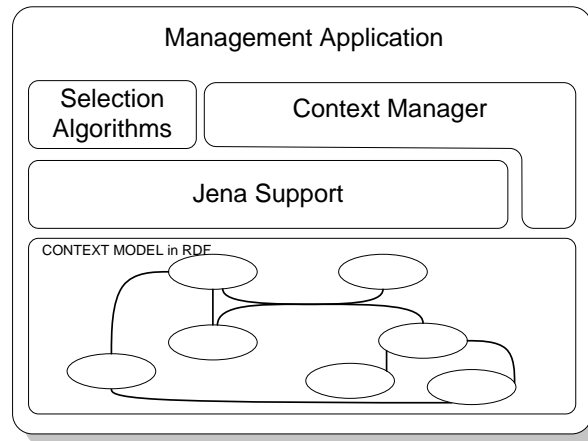 Management Application
Selection
Algorithms
Context Manager
Jena Support
CONTEXT MODEL in RDF